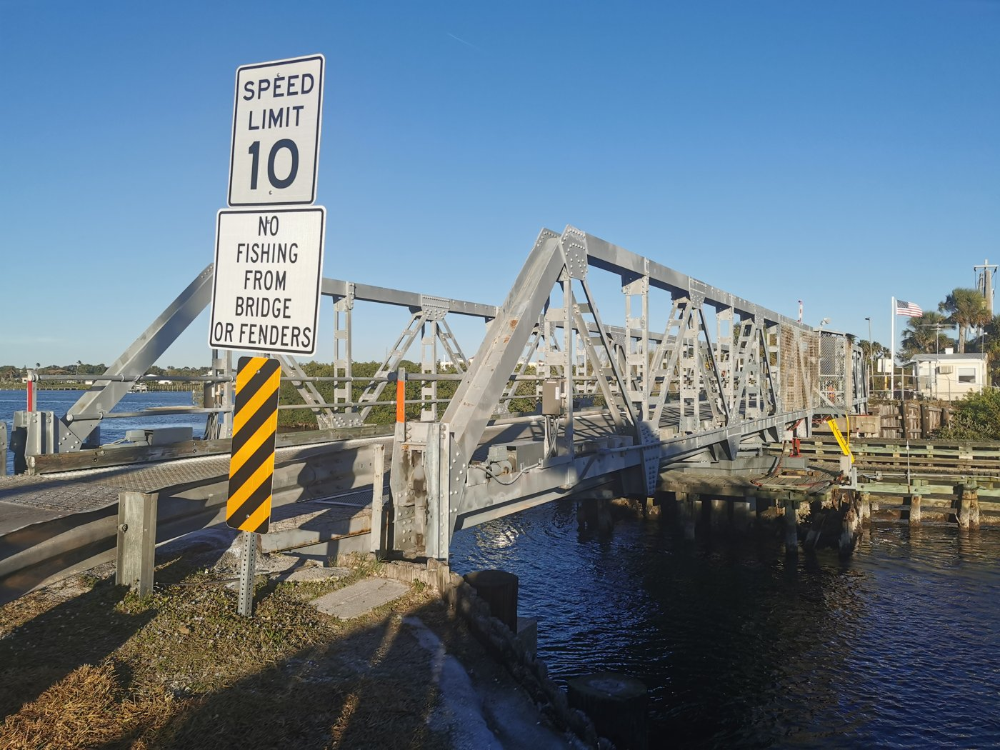 SPEED
LIMIT
10
NO
FISHING
FROM
BRIDGE
OR FENDERS